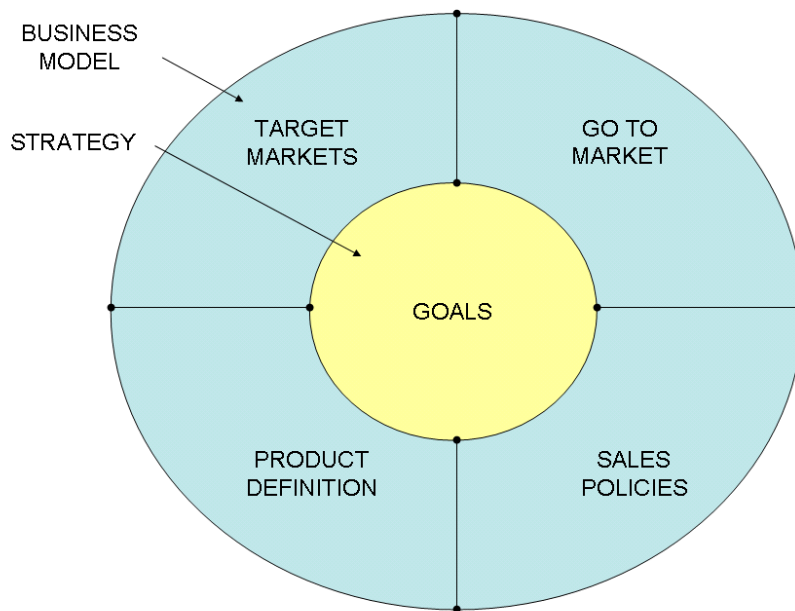 BUSINESS
MODEL
STRATEGY
TARGET
MARKETS
GO TO
MARKET
GOALS
PRODUCT
DEFINITION
SALES
POLICIES